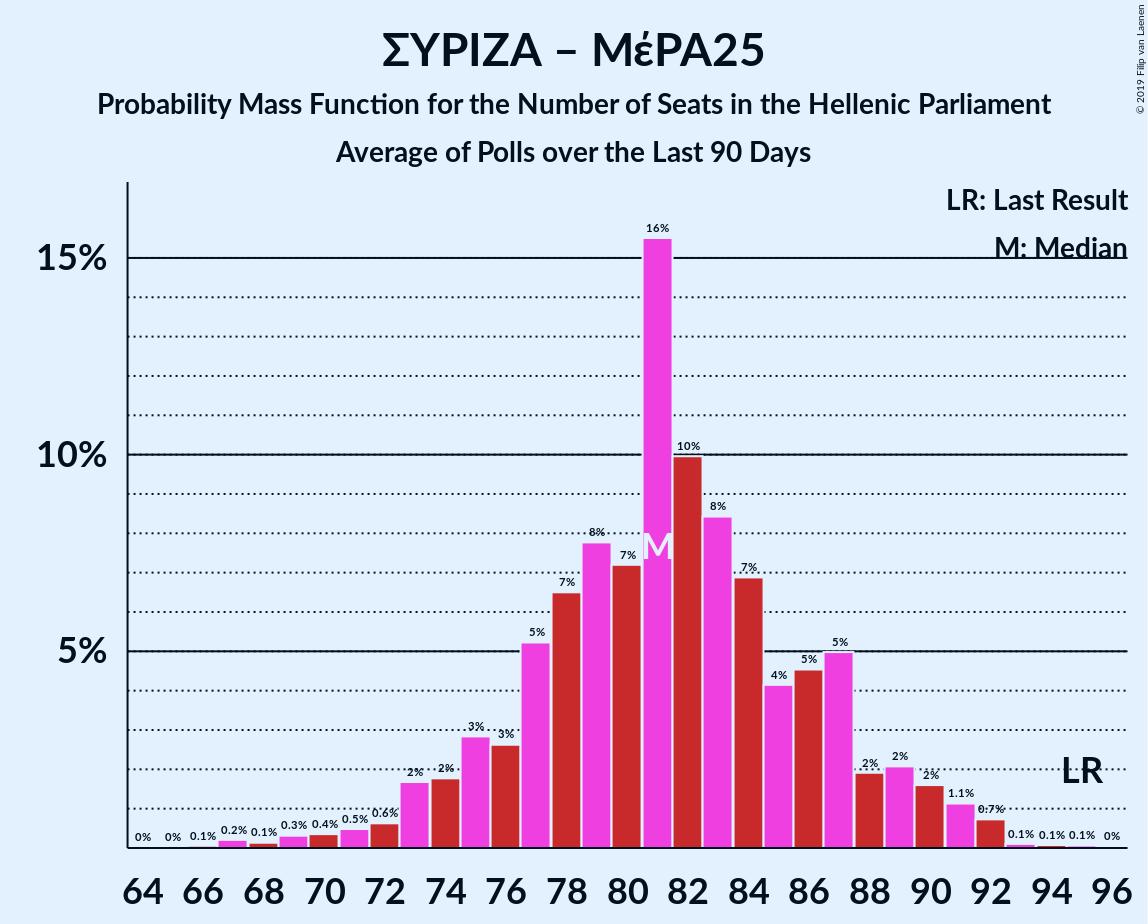 ΣΥΡΙΖΑ – ΜέΡΑ25
Probability Mass Function for the Number of Seats in the Hellenic Parliament
Average of Polls over the Last 90 Days
© 2019 Filip van Laenen
LR: Last Result
M: Median
15%
10%
5%
0% 0% 0.1% 0.2% 0.1% 0.3% 0.4% 0.5% 0.6% 2% 2% 3% 3% 5% 7% 8% 7% 16% 10% 8% 7% 4% 5% 5% 2% 2% 2% 1.1% 0.7% 0.1% 0.1% 0.1% 0%
M
LR
64 66 68 70 72 74 76 78 80 82 84 86 88 90 92 94 96